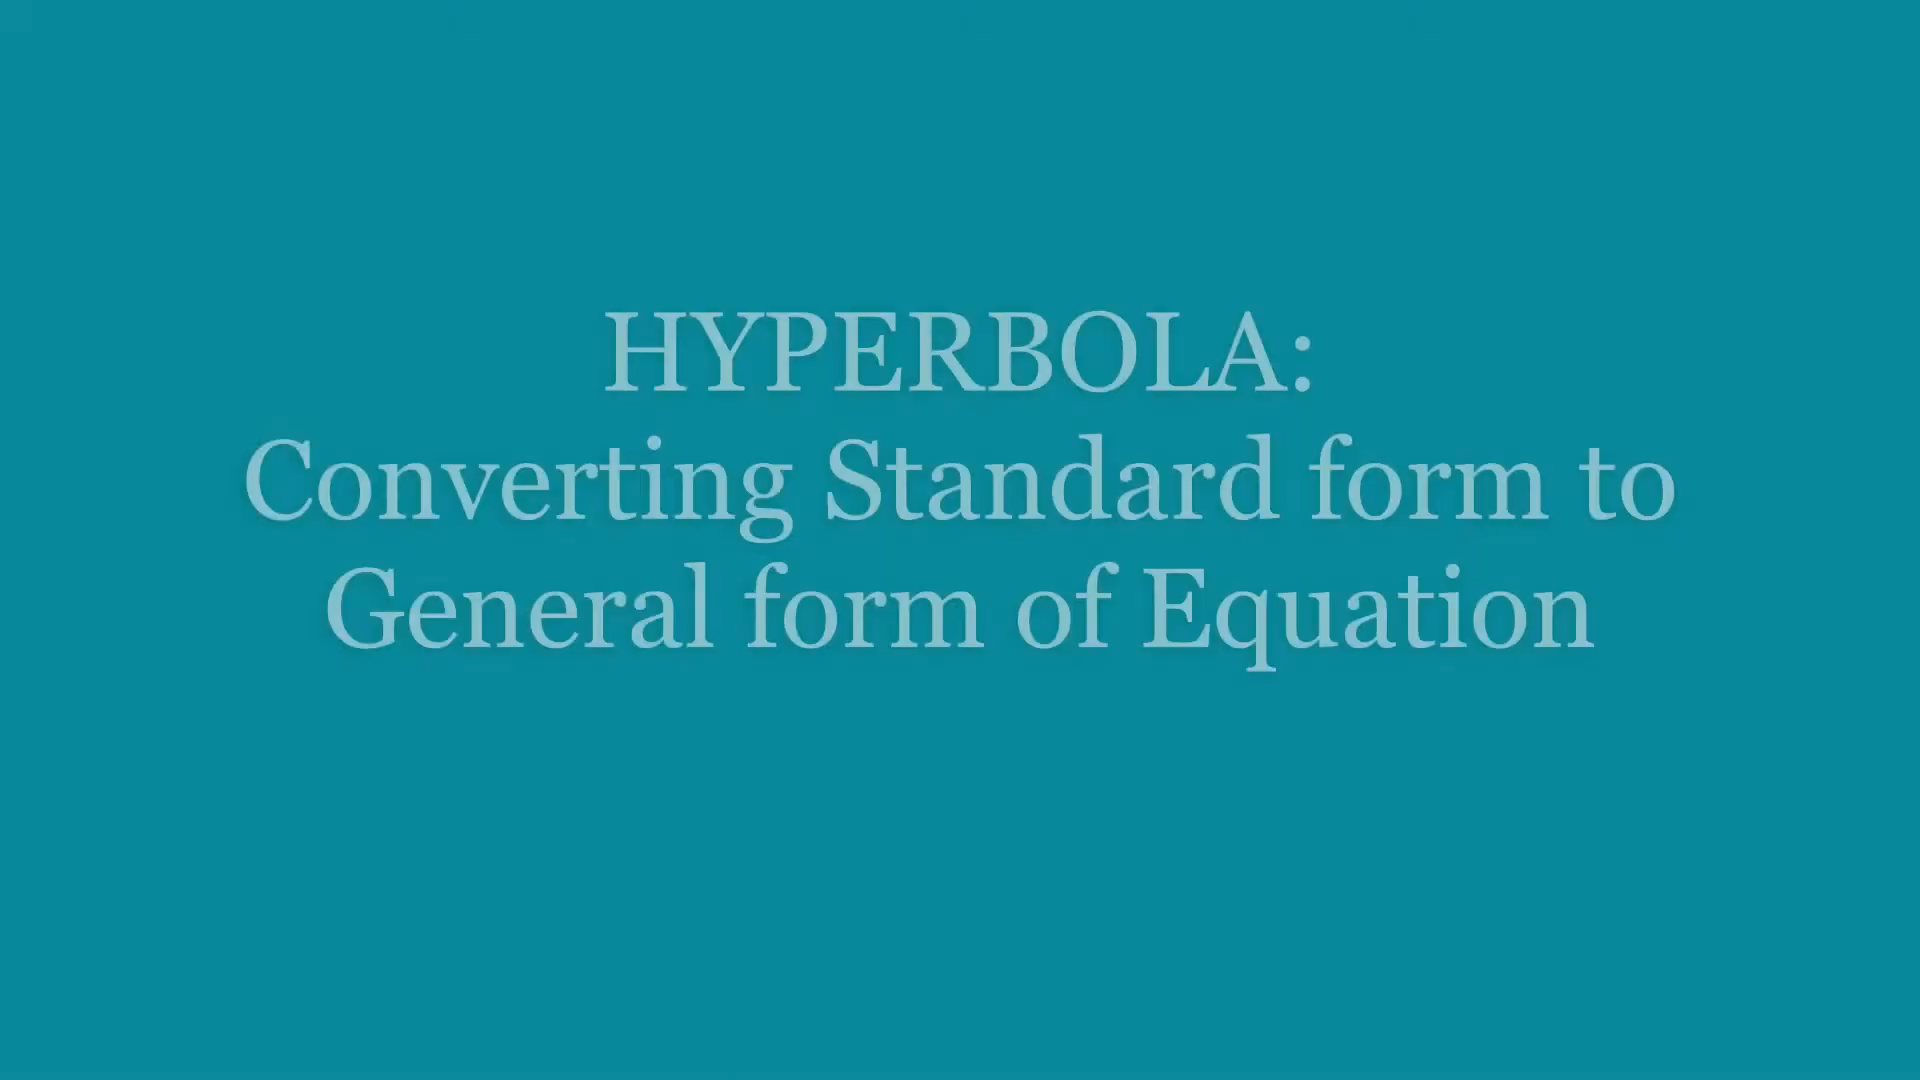 HYPERBOLA:
Converting Standard form to
General form of Equation